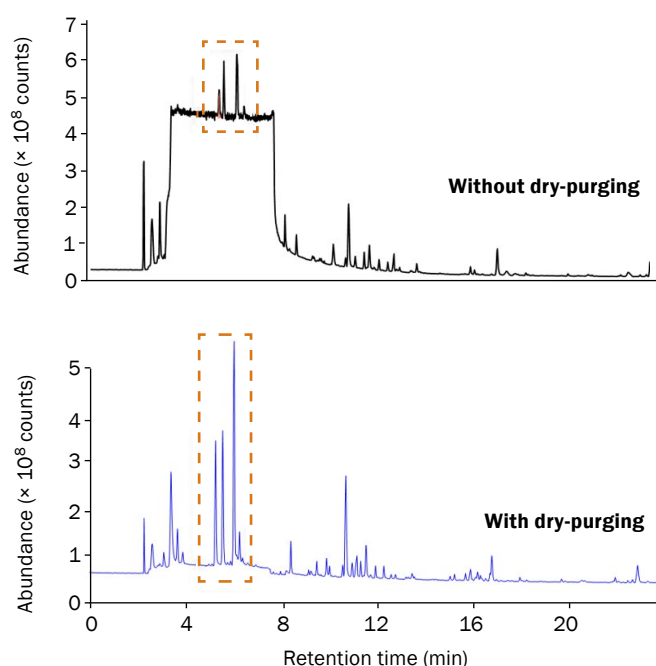 7
6
5
4
3
2
1
0
Abundance (× 10⁸ counts)
Without dry-purging
5
4
3
2
1
0
Abundance (× 10⁸ counts)
With dry-purging
0 4 8 12 16 20
Retention time (min)